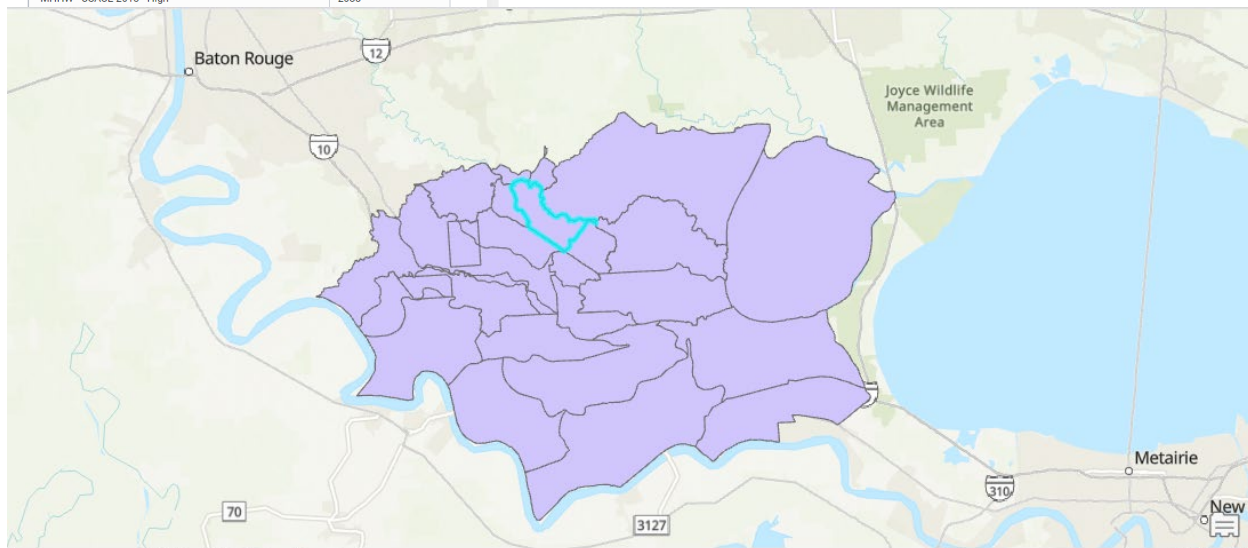 Baton Rouge
12
10
Joyce Wildlife
Management
Area
Metairie
310
New
70
3127